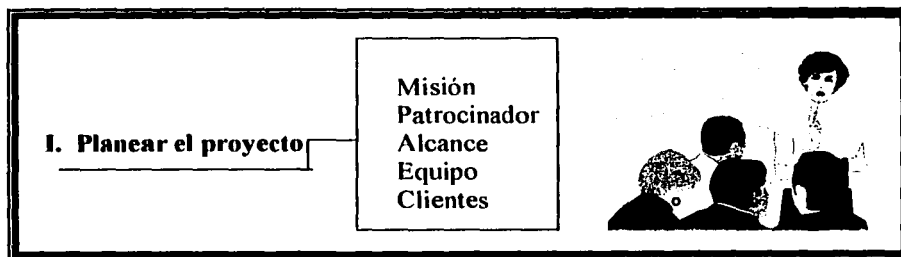 I. Planear el proyecto
Misión
Patrocinador
Alcance
Equipo
Clientes